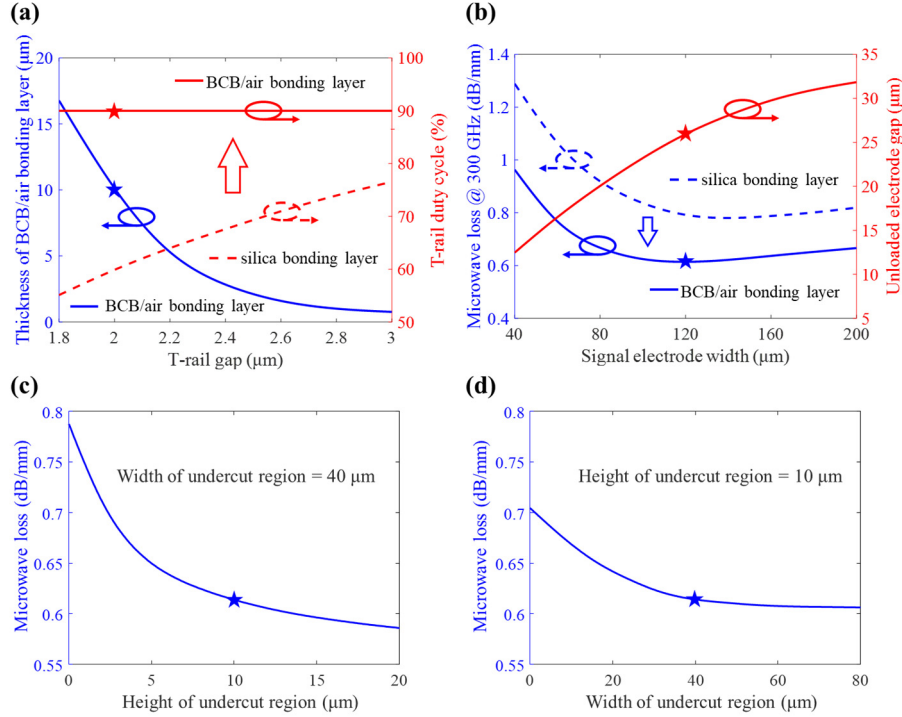 (a)
BCB/air bonding layer
silica bonding layer
BCB/air bonding layer
Thickness of BCB/air bonding layer (μm)
20
15
10
5
0
T-rail duty cycle (%)
100
90
80
70
60
50
1.8
2
2.2
2.4
2.6
2.8
3
T-rail gap (μm)
(b)
silica bonding layer
BCB/air bonding layer
Microwave loss @ 300 GHz (dB/mm)
1.4
1.2
1
0.8
0.6
0.4
Unloaded electrode gap (μm)
35
30
25
20
15
10
5
40
80
120
160
200
Signal electrode width (μm)
(c)
Width of undercut region = 40 μm
Microwave loss (dB/mm)
0.8
0.75
0.7
0.65
0.6
0.55
0
5
10
15
20
Height of undercut region (μm)
(d)
Height of undercut region = 10 μm
Microwave loss (dB/mm)
0.8
0.75
0.7
0.65
0.6
0.55
0
20
40
60
80
Width of undercut region (μm)